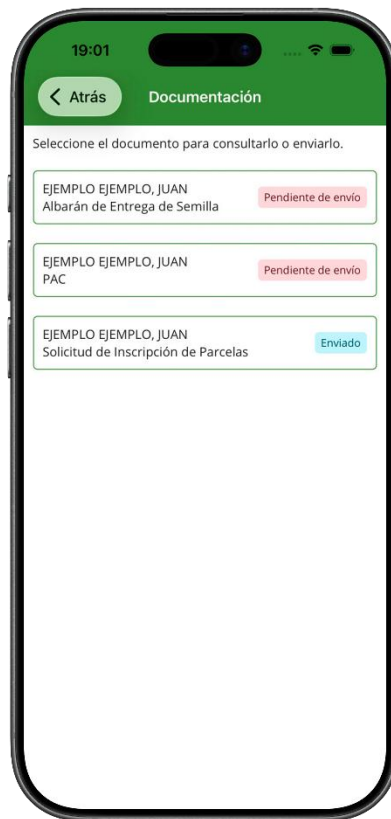 19:01
Atrás
Documentación
Seleccione el documento para consultarlo o enviarlo.
EJEMPLO EJEMPLO, JUAN
Albarán de Entrega de Semilla
Pendiente de envío
EJEMPLO EJEMPLO, JUAN
PAC
Pendiente de envío
EJEMPLO EJEMPLO, JUAN
Solicitud de Inscripción de Parcelas
Enviado